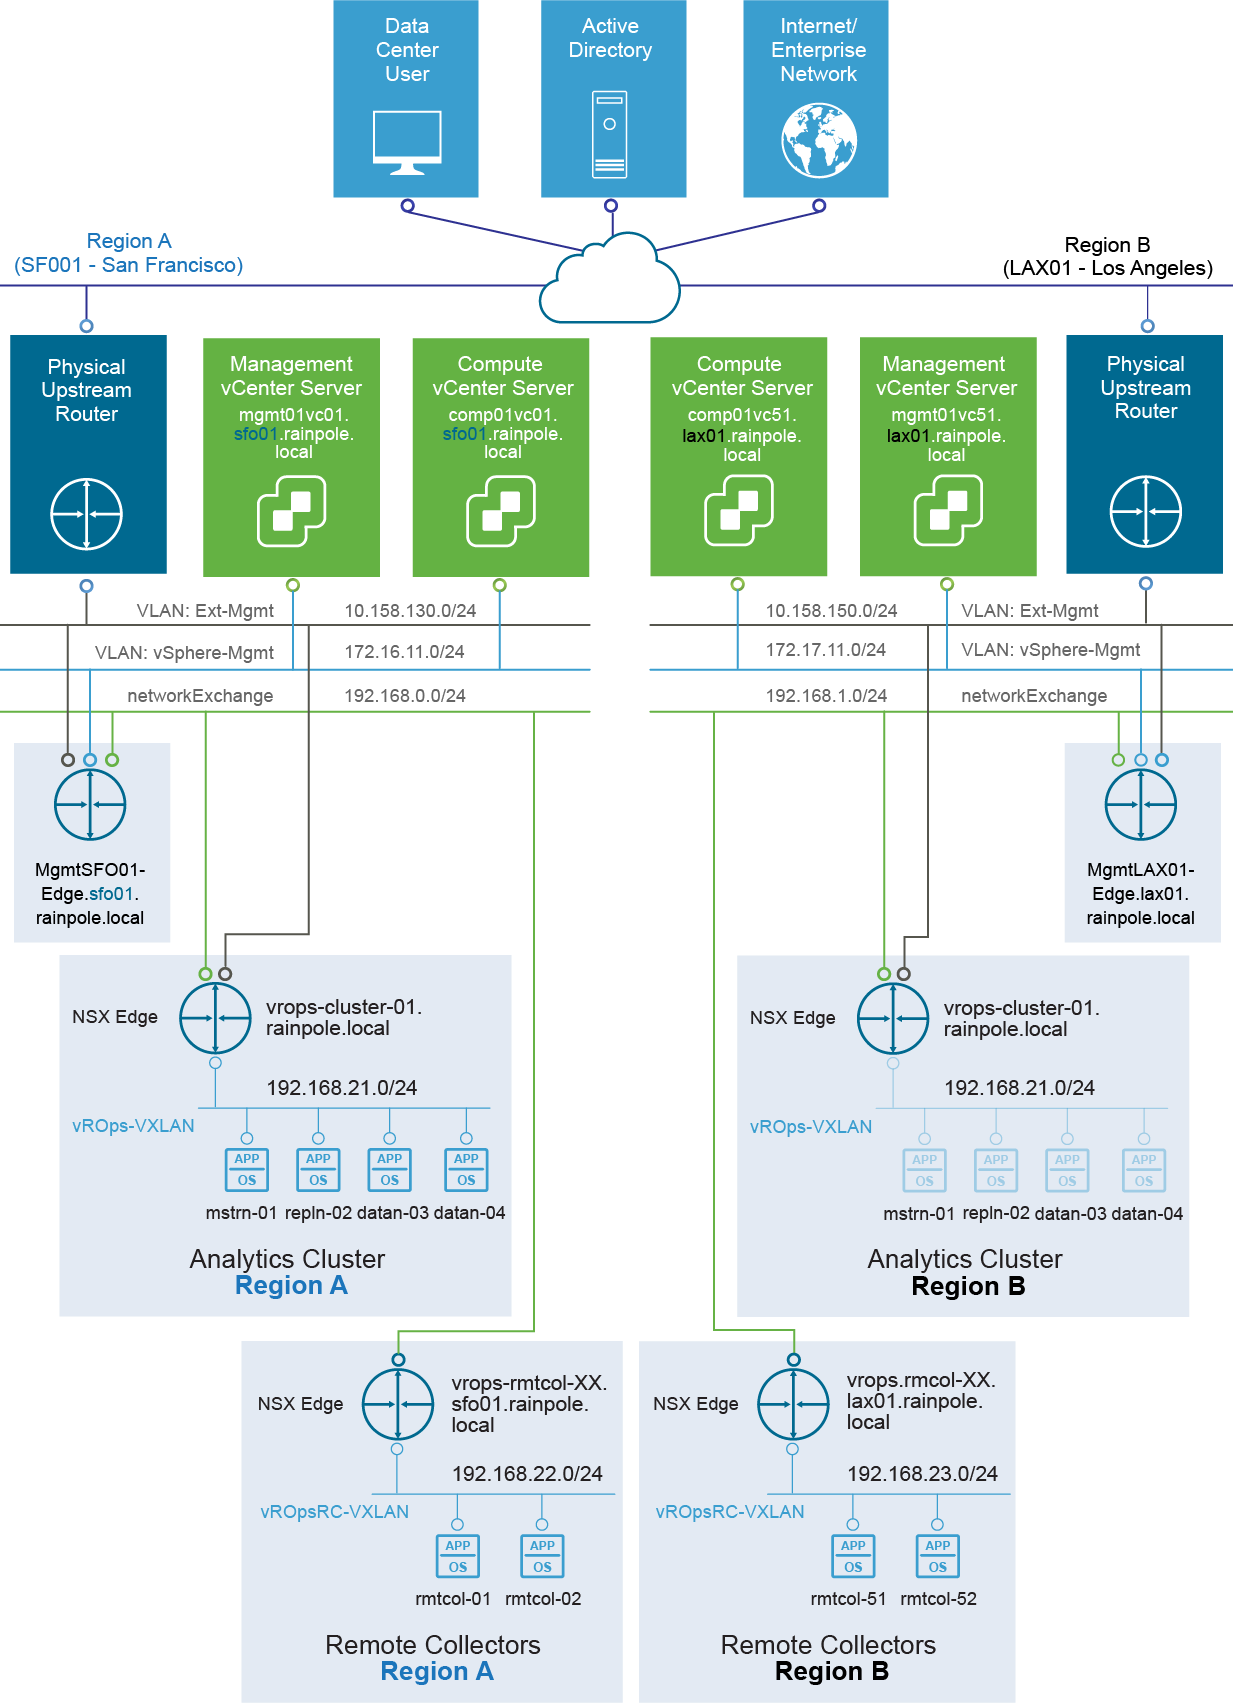 Data
Center
User
Active
Directory
Internet/
Enterprise
Network
Region A
(SF001 - San Francisco)
Region B
(LAX01 - Los Angeles)
Physical
Upstream
Router
Management
vCenter Server
mgmt01vc01.
sfo01.rainpole.
local
Compute
vCenter Server
comp01vc01.
sfo01.rainpole.
local
Compute
vCenter Server
comp01vc51.
lax01.rainpole.
local
Management
vCenter Server
mgmt01vc51.
lax01.rainpole.
local
Physical
Upstream
Router
VLAN: Ext-Mgmt
10.158.130.0/24
VLAN: vSphere-Mgmt
172.16.11.0/24
networkExchange
192.168.0.0/24
10.158.150.0/24
VLAN: Ext-Mgmt
172.17.11.0/24
VLAN: vSphere-Mgmt
192.168.1.0/24
networkExchange
MgmtSFO01-
Edge.sfo01.
rainpole.local
MgmtLAX01-
Edge.lax01.
rainpole.local
NSX Edge
vrops-cluster-01.
rainpole.local
192.168.21.0/24
vROps-VXLAN
APP
OS
APP
OS
APP
OS
APP
OS
mstrn-01
repln-02
datan-03
datan-04
Analytics Cluster
Region A
NSX Edge
vrops-cluster-01.
rainpole.local
192.168.21.0/24
vROps-VXLAN
APP
OS
APP
OS
APP
OS
APP
OS
mstrn-01
repln-02
datan-03
datan-04
Analytics Cluster
Region B
NSX Edge
vrops-rmtcol-XX.
sfo01.rainpole.
local
192.168.22.0/24
vROpsRC-VXLAN
APP
OS
APP
OS
rmtcol-01
rmtcol-02
Remote Collectors
Region A
NSX Edge
vrops.rmcol-XX.
lax01.rainpole.
local
192.168.23.0/24
vROpsRC-VXLAN
APP
OS
APP
OS
rmtcol-51
rmtcol-52
Remote Collectors
Region B